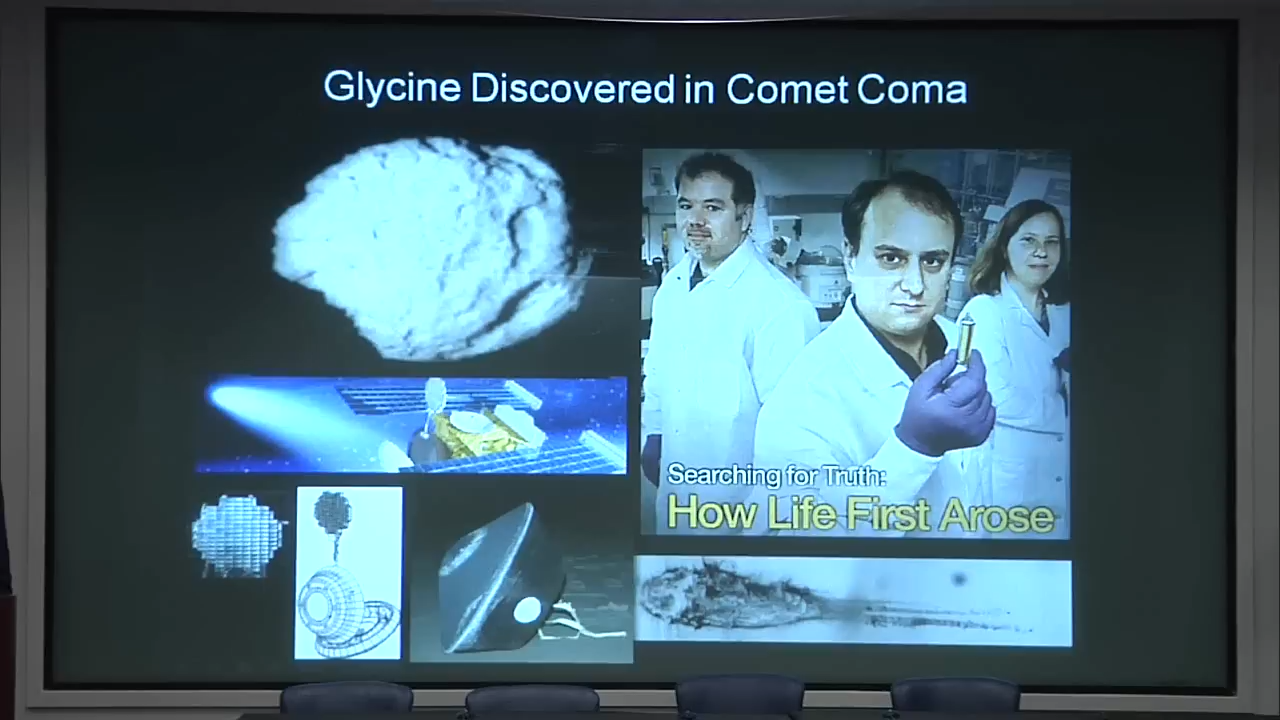 Glycine Discovered in Comet Coma
Searching for Truth:
How Life First Arose